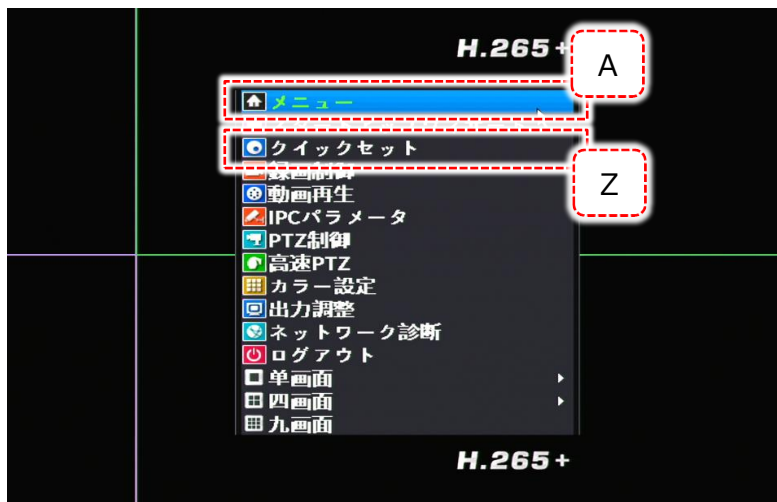 H.265+
A
メニュー
クイックセット
Z
録画制御
動画再生
IPCパラメータ
PTZ制御
高速PTZ
カラー設定
出力調整
ネットワーク診断
ログアウト
単画面
四画面
九画面
H.265+